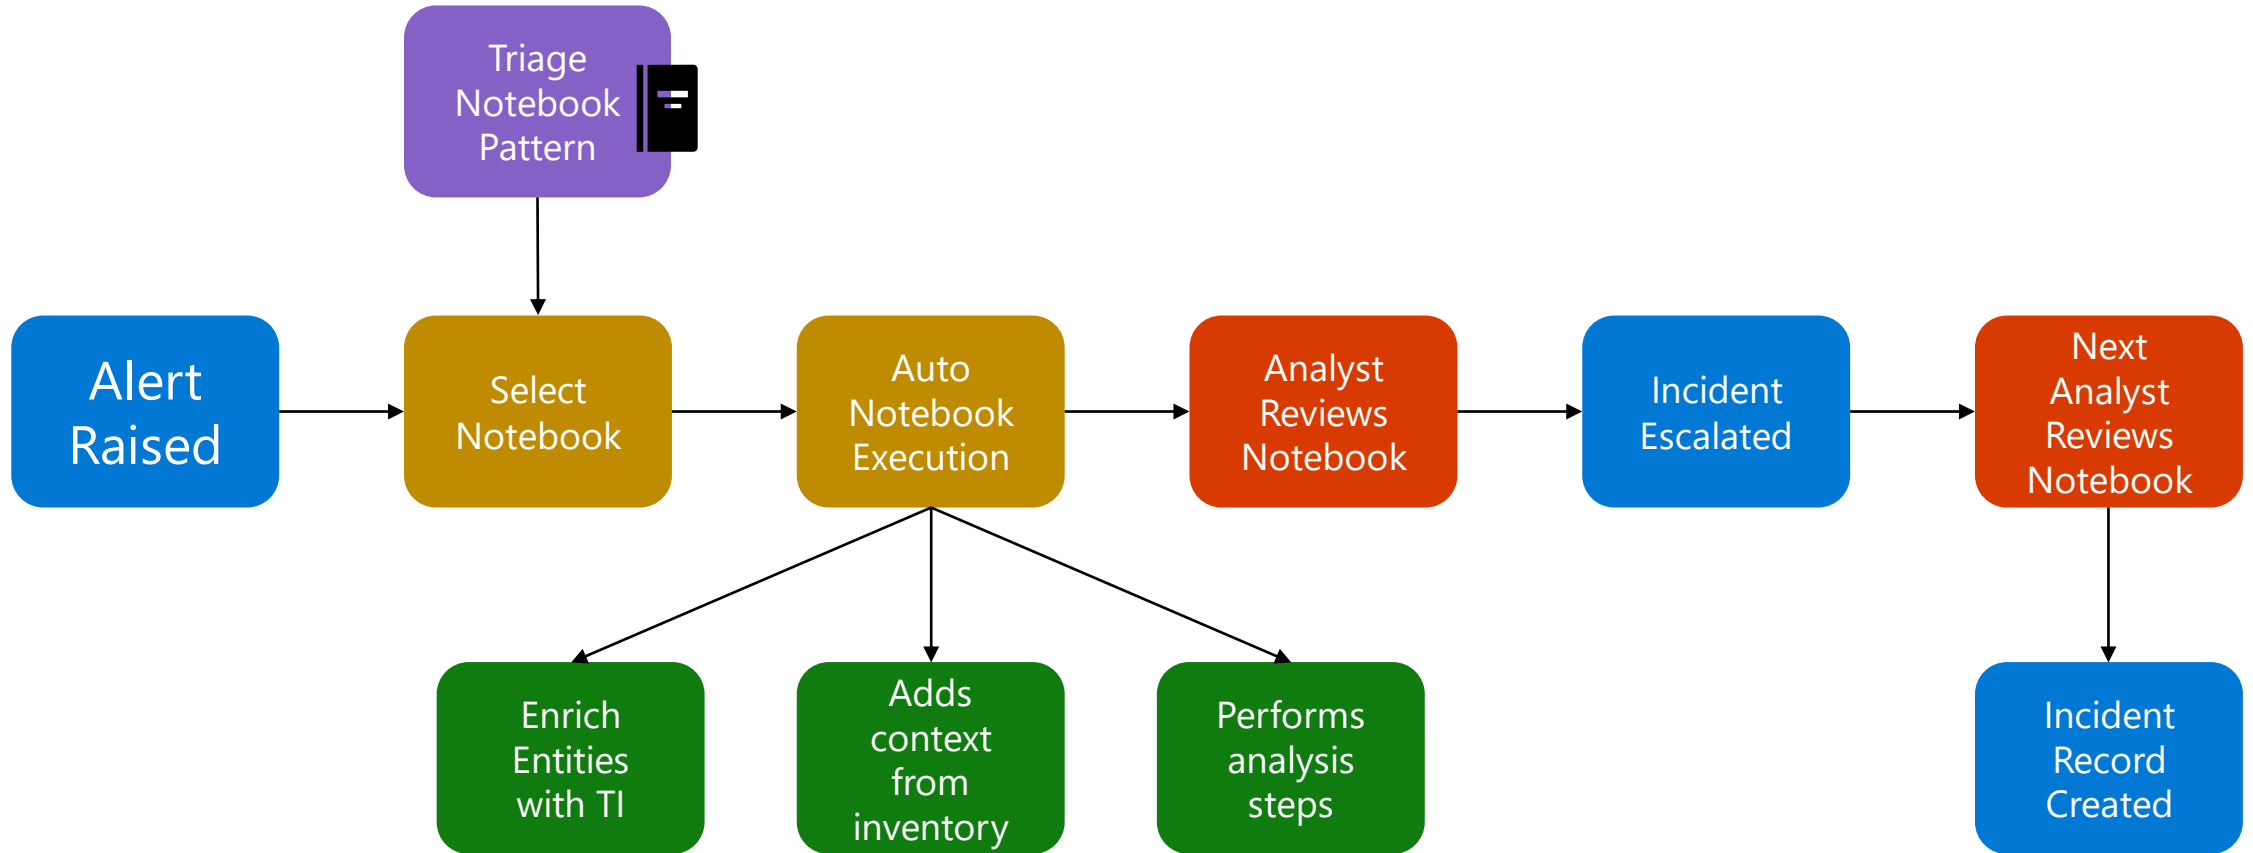 Triage
Notebook
Pattern
Alert
Raised
Select
Notebook
Auto
Notebook
Execution
Analyst
Reviews
Notebook
Incident
Escalated
Next
Analyst
Reviews
Notebook
Enrich
Entities
with TI
Adds
context
from
inventory
Performs
analysis
steps
Incident
Record
Created